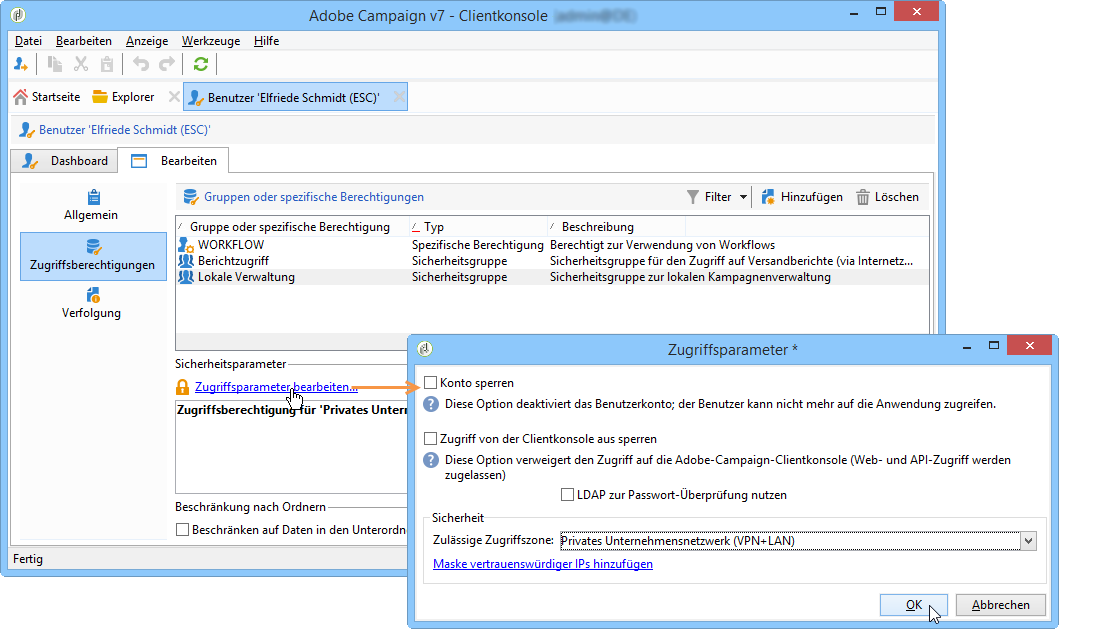 Adobe Campaign v7 - Clientkonsole
Datei Bearbeiten Anzeige Werkzeuge Hilfe
Startseite Explorer Benutzer 'Elfriede Schmidt (ESC)'
Benutzer 'Elfriede Schmidt (ESC)'
Dashboard Bearbeiten
Allgemein
Zugriffsberechtigungen
Verfolgung
Gruppen oder spezifische Berechtigungen Filter Hinzufügen Löschen
Gruppe oder spezifische Berechtigung Typ Beschreibung
WORKFLOW Spezifische Berechtigung Berechtigt zur Verwendung von Workflows
Berichtzugriff Sicherheitsgruppe Sicherheitsgruppe für den Zugriff auf Versandberichte (via Internetz...
Lokale Verwaltung Sicherheitsgruppe Sicherheitsgruppe zur lokalen Kampagnenverwaltung
Sicherheitsparameter
Zugriffsparameter bearbeiten...
Zugriffsberechtigung für 'Privates Untern
Beschränkung nach Ordnern
Beschränken auf Daten in den Unterordne
Fertig
Zugriffsparameter *
Konto sperren
Diese Option deaktiviert das Benutzerkonto; der Benutzer kann nicht mehr auf die Anwendung zugreifen.
Zugriff von der Clientkonsole aus sperren
Diese Option verweigert den Zugriff auf die Adobe-Campaign-Clientkonsole (Web- und API-Zugriff werden
zugelassen)
LDAP zur Passwort-Überprüfung nutzen
Sicherheit
Zulässige Zugriffszone: Privates Unternehmensnetzwerk (VPN+LAN)
Maske vertrauenswürdiger IPs hinzufügen
OK Abbrechen